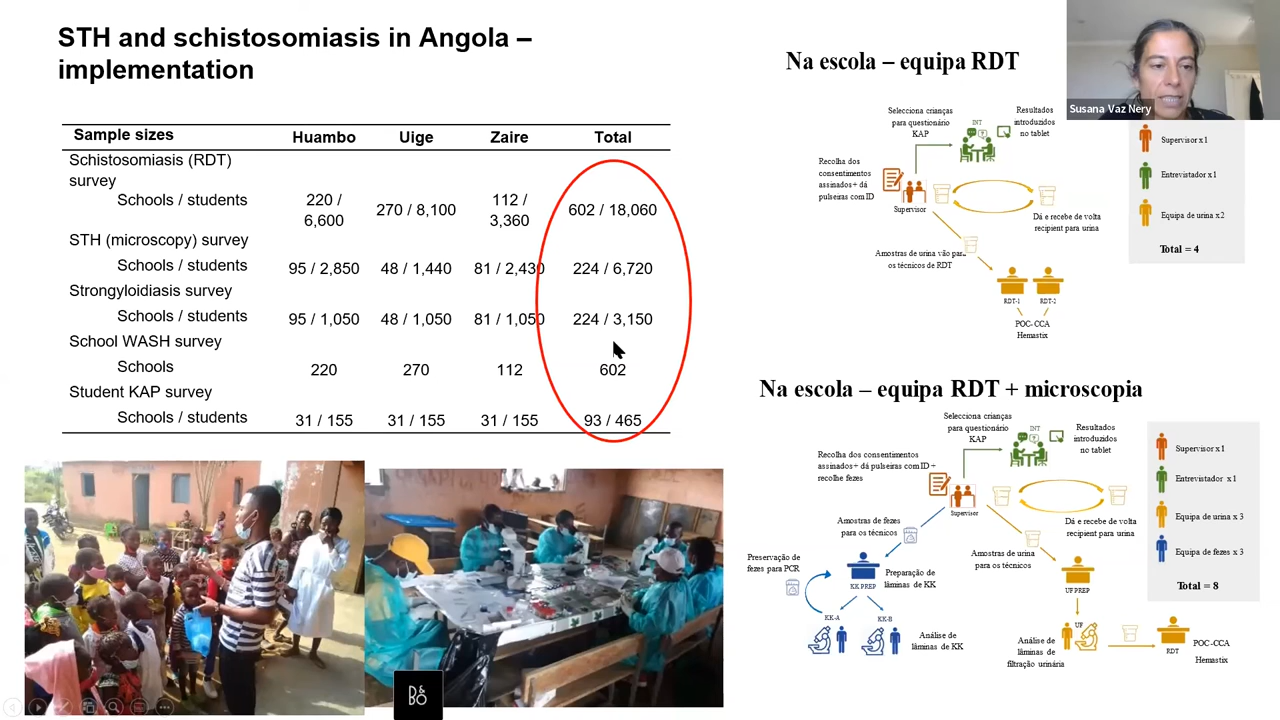 STH and schistosomiasis in Angola –
implementation
Sample sizes
Huambo
Uige
Zaire
Total
Schistosomiasis (RDT)
survey
Schools / students
220 /
6,600
270 / 8,100
112 /
3,360
602 / 18,060
STH (microscopy) survey
Schools / students
95 / 2,850
48 / 1,440
81 / 2,430
224 / 6,720
Strongyloidiasis survey
Schools / students
95 / 1,050
48 / 1,050
81 / 1,050
224 / 3,150
School WASH survey
Schools
220
270
112
602
Student KAP survey
Schools / students
31 / 155
31 / 155
31 / 155
93 / 465
B&O
Na escola – equipa RDT
Susana Vaz Nery
Selecciona crianças
para questionário
KAP
INT
Resultados
introduzidos
no tablet
Recolha dos
consentimentos
assinados+ dá
pulseiras com ID
Supervisor
Dá e recebe de volta
recipient para urina
Amostras de urina vão para
os técnicos de RDT
RDT-1
RDT-2
POC-CCA
Hemastix
Supervisor x1
Entrevistador x1
Equipa de urina x2
Total = 4
Na escola – equipa RDT + microscopia
Selecciona crianças
para questionário
KAP
INT
Resultados
introduzidos
no tablet
Recolha dos consentimentos
assinados+ dá pulseiras com ID +
recolhe fezes
Supervisor
Dá e recebe de volta
recipient para urina
Amostras de fezes
para os técnicos
Amostras de urina
para os técnicos
Preservação de
fezes para PCR
KK PREP
Preparação de
lâminas de KK
UF PREP
KK-A
KK-B
Análise de
lâminas de KK
UF
Análise de
lâminas de
filtração urinária
RDT
POC-CCA
Hemastix
Supervisor x1
Entrevistador x1
Equipa de urina x 3
Equipa de fezes x 3
Total = 8